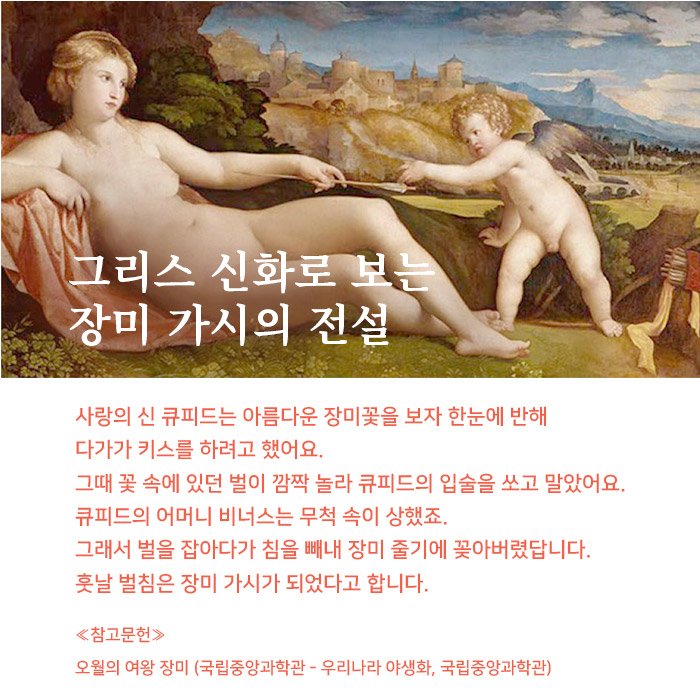 그리스 신화로 보는
장미 가시의 전설
사랑의 신 큐피드는 아름다운 장미꽃을 보자 한눈에 반해
다가가 키스를 하려고 했어요.
그때 꽃 속에 있던 벌이 깜짝 놀라 큐피드의 입술을 쏘고 말았어요.
큐피드의 어머니 비너스는 무척 속이 상했죠.
그래서 벌을 잡아다가 침을 빼내 장미 줄기에 꽂아버렸답니다.
훗날 벌침은 장미 가시가 되었다고 합니다.
≪참고문헌≫
오월의 여왕 장미 (국립중앙과학관 - 우리나라 야생화, 국립중앙과학관)